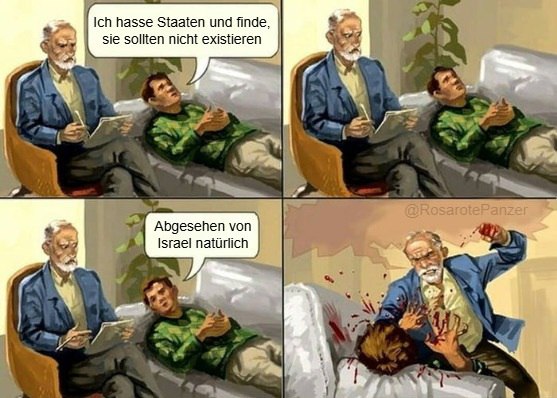 Ich hasse Staaten und finde,
sie sollten nicht existieren
Abgesehen von
Israel natürlich
@RosarotePanzer